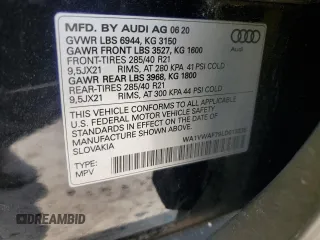 MFD. BY AUDI AG 06 20
GVWR LBS 6944, KG 3150
GAWR FRONT LBS 3527, KG 1600
FRONT-TIRES 285/40 R21
9,5JX21 RIMS, AT 280 KPA 41 PSI COLD
GAWR REAR LBS 3968, KG 1800
REAR-TIRES 285/40 R21
9,5JX21 RIMS, AT 300 KPA 44 PSI COLD
Audi
THIS VEHICLE CONFORMS TO ALL APPLICABLE
U.S. FEDERAL MOTOR VEHICLE SAFETY
STANDARDS IN EFFECT ON THE DATE OF
MANUFACTURE SHOWN ABOVE.
SLOVAKIA
TYPE:
MPV
DREAMBID.COM